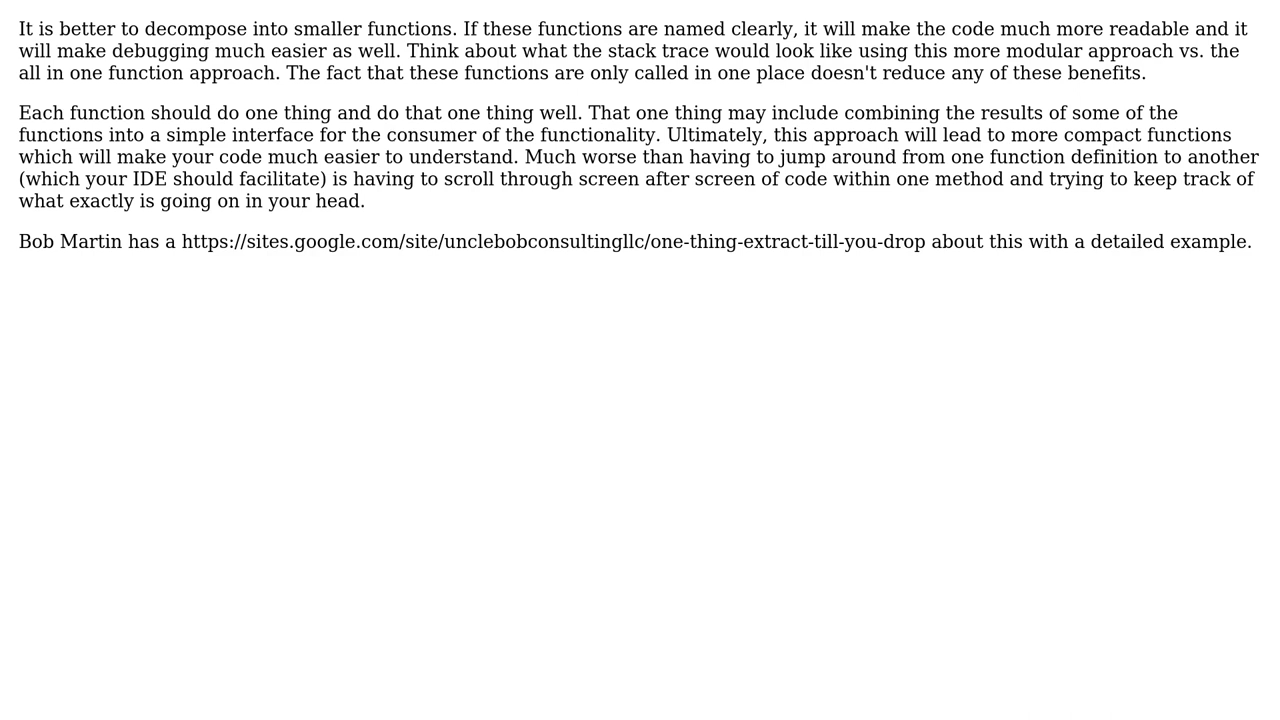 It is better to decompose into smaller functions. If these functions are named clearly, it will make the code much more readable and it
will make debugging much easier as well. Think about what the stack trace would look like using this more modular approach vs. the
all in one function approach. The fact that these functions are only called in one place doesn't reduce any of these benefits.
Each function should do one thing and do that one thing well. That one thing may include combining the results of some of the
functions into a simple interface for the consumer of the functionality. Ultimately, this approach will lead to more compact functions
which will make your code much easier to understand. Much worse than having to jump around from one function definition to another
(which your IDE should facilitate) is having to scroll through screen after screen of code within one method and trying to keep track of
what exactly is going on in your head.
Bob Martin has a https://sites.google.com/site/unclebobconsultingllc/one-thing-extract-till-you-drop about this with a detailed example.